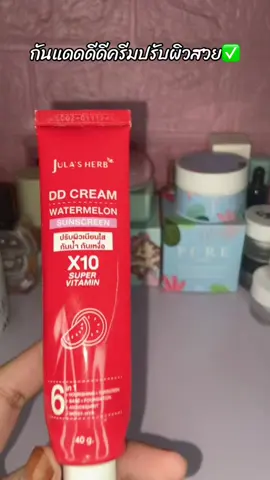 กันแดดดีดีครีมปรับผิวสวย✅
JULA'S HERB
DD CREAM
WATERMELON
SUNSCREEN
ปรับผิวเนียนใส
กันน้ำ กันเหงื่อ
X10
SUPER
VITAMIN
6 in 1
40 g.